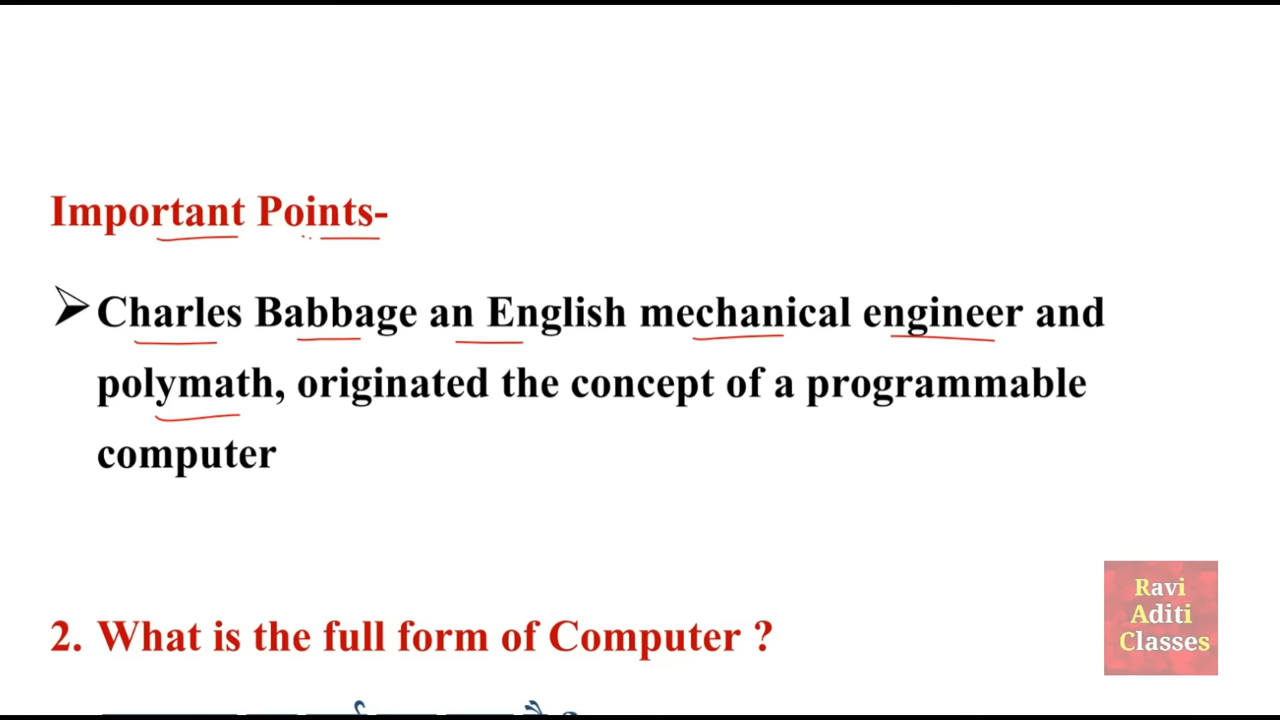 Important Points-
➢Charles Babbage an English mechanical engineer and
polymath, originated the concept of a programmable
computer
Ravi
Aditi
Classes
2. What is the full form of Computer ?